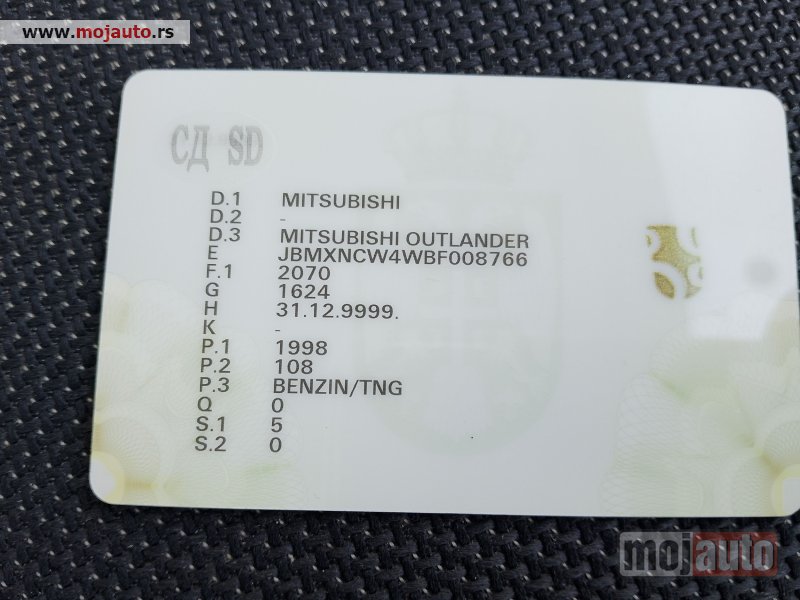 www.mojauto.rs
СД SD
D.1 MITSUBISHI
D.2 -
D.3 MITSUBISHI OUTLANDER
E JBMXNCW4WBF008766
F.1 2070
G 1624
H 31.12.9999.
K -
P.1 1998
P.2 108
P.3 BENZIN/TNG
Q 0
S.1 5
S.2 0
mojauto